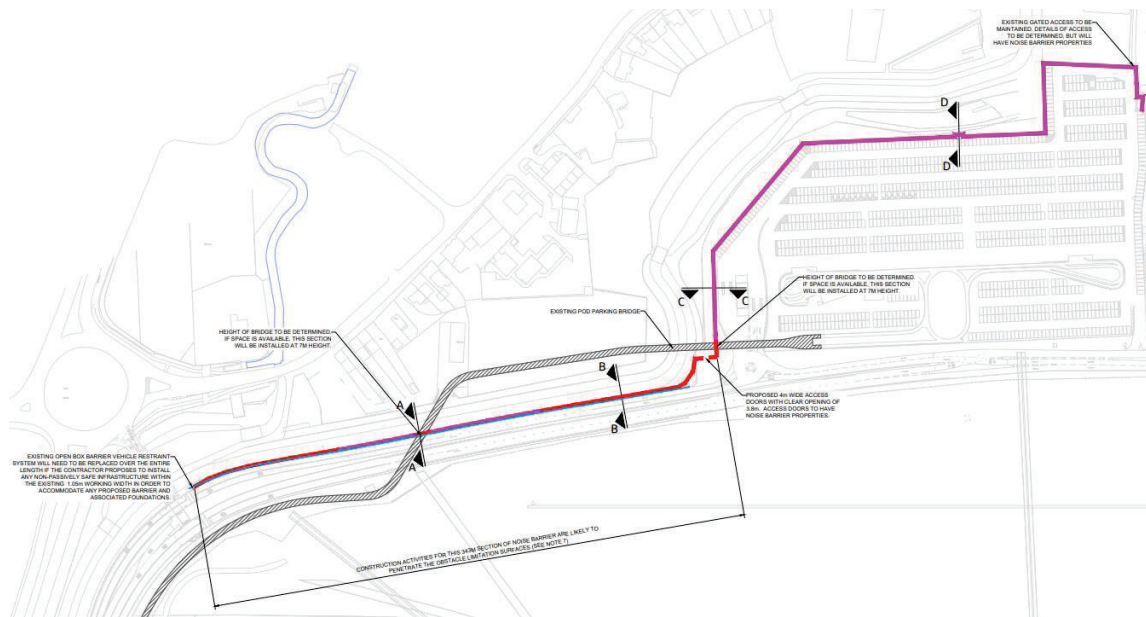 EXISTING GATED ACCESS TO BE
MAINTAINED. DETAILS OF ACCESS
TO BE DETERMINED, BUT WILL
HAVE NOISE BARRIER PROPERTIES
D
D
HEIGHT OF BRIDGE TO BE DETERMINED.
IF SPACE IS AVAILABLE, THIS SECTION
WILL BE INSTALLED AT 7M HEIGHT.
C
C
EXISTING POD PARKING BRIDGE
HEIGHT OF BRIDGE TO BE DETERMINED.
IF SPACE IS AVAILABLE, THIS SECTION
WILL BE INSTALLED AT 7M HEIGHT.
B
B
A
A
PROPOSED 4m WIDE ACCESS
DOORS WITH CLEAR OPENING OF
3.8m. ACCESS DOORS TO HAVE
NOISE BARRIER PROPERTIES.
EXISTING OPEN BOX BARRIER VEHICLE RESTRAINT
SYSTEM WILL NEED TO BE REPLACED OVER THE ENTIRE
LENGTH IF THE CONTRACTOR PROPOSES TO INSTALL
ANY NON-PASSIVELY SAFE INFRASTRUCTURE WITHIN
THE EXISTING 1.05m WORKING WIDTH IN ORDER TO
ACCOMMODATE ANY PROPOSED BARRIER AND
ASSOCIATED FOUNDATIONS.
CONSTRUCTION ACTIVITIES FOR THIS 347M SECTION OF NOISE BARRIER ARE LIKELY TO
PENETRATE THE OBSTACLE LIMITATION SURFACES (SEE NOTE 7)